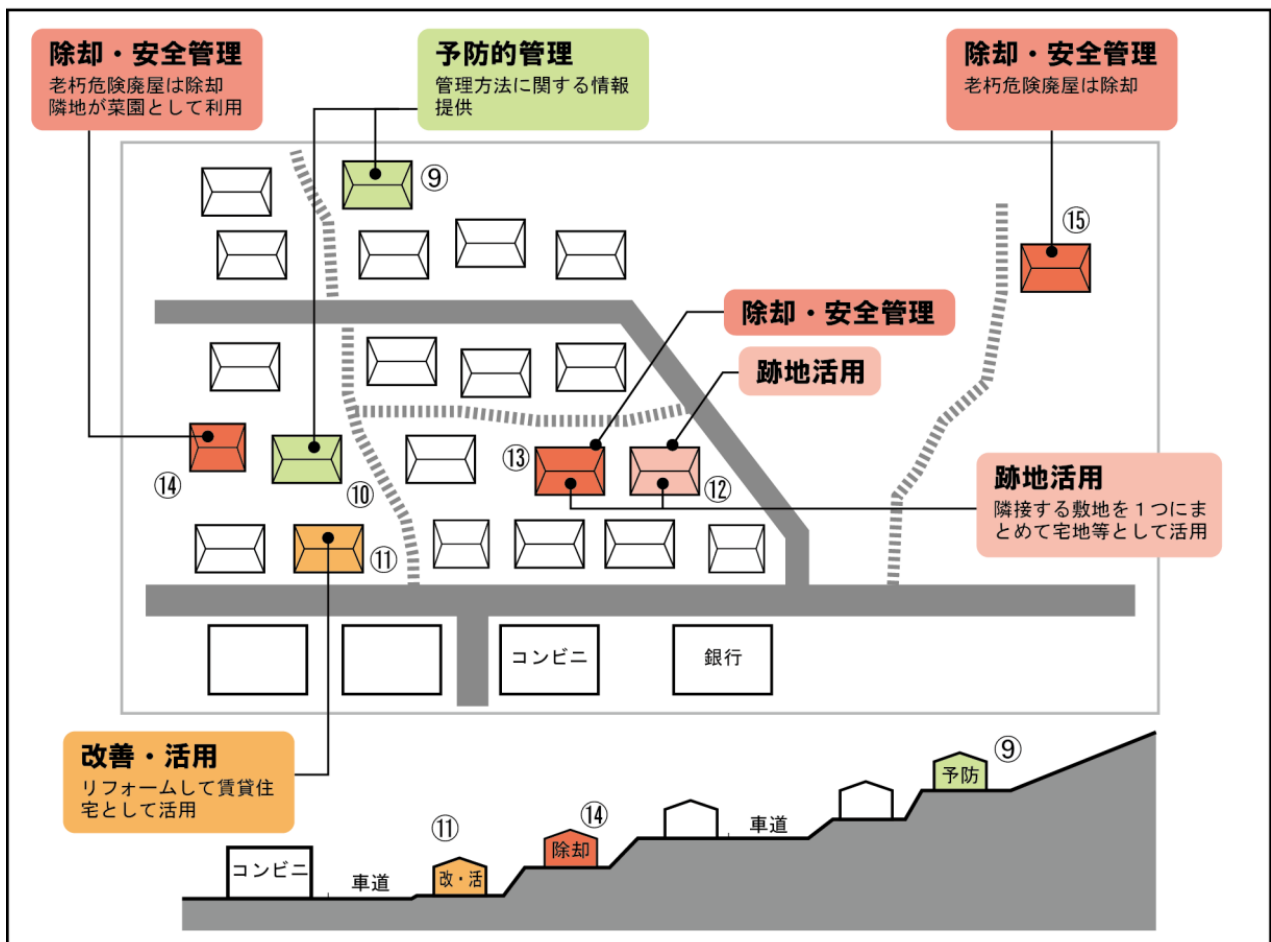 除却・安全管理
老朽危険廃屋は除却
隣地が菜園として利用
予防的管理
管理方法に関する情報
提供
除却・安全管理
老朽危険廃屋は除却
⑨
⑮
除却・安全管理
跡地活用
⑭
⑩
⑬
⑫
跡地活用
隣接する敷地を1つにま
とめて宅地等として活用
⑪
コンビニ
銀行
改善・活用
リフォームして賃貸住
宅として活用
⑨
予防
車道
⑭
除却
⑪
改・活
車道
コンビニ